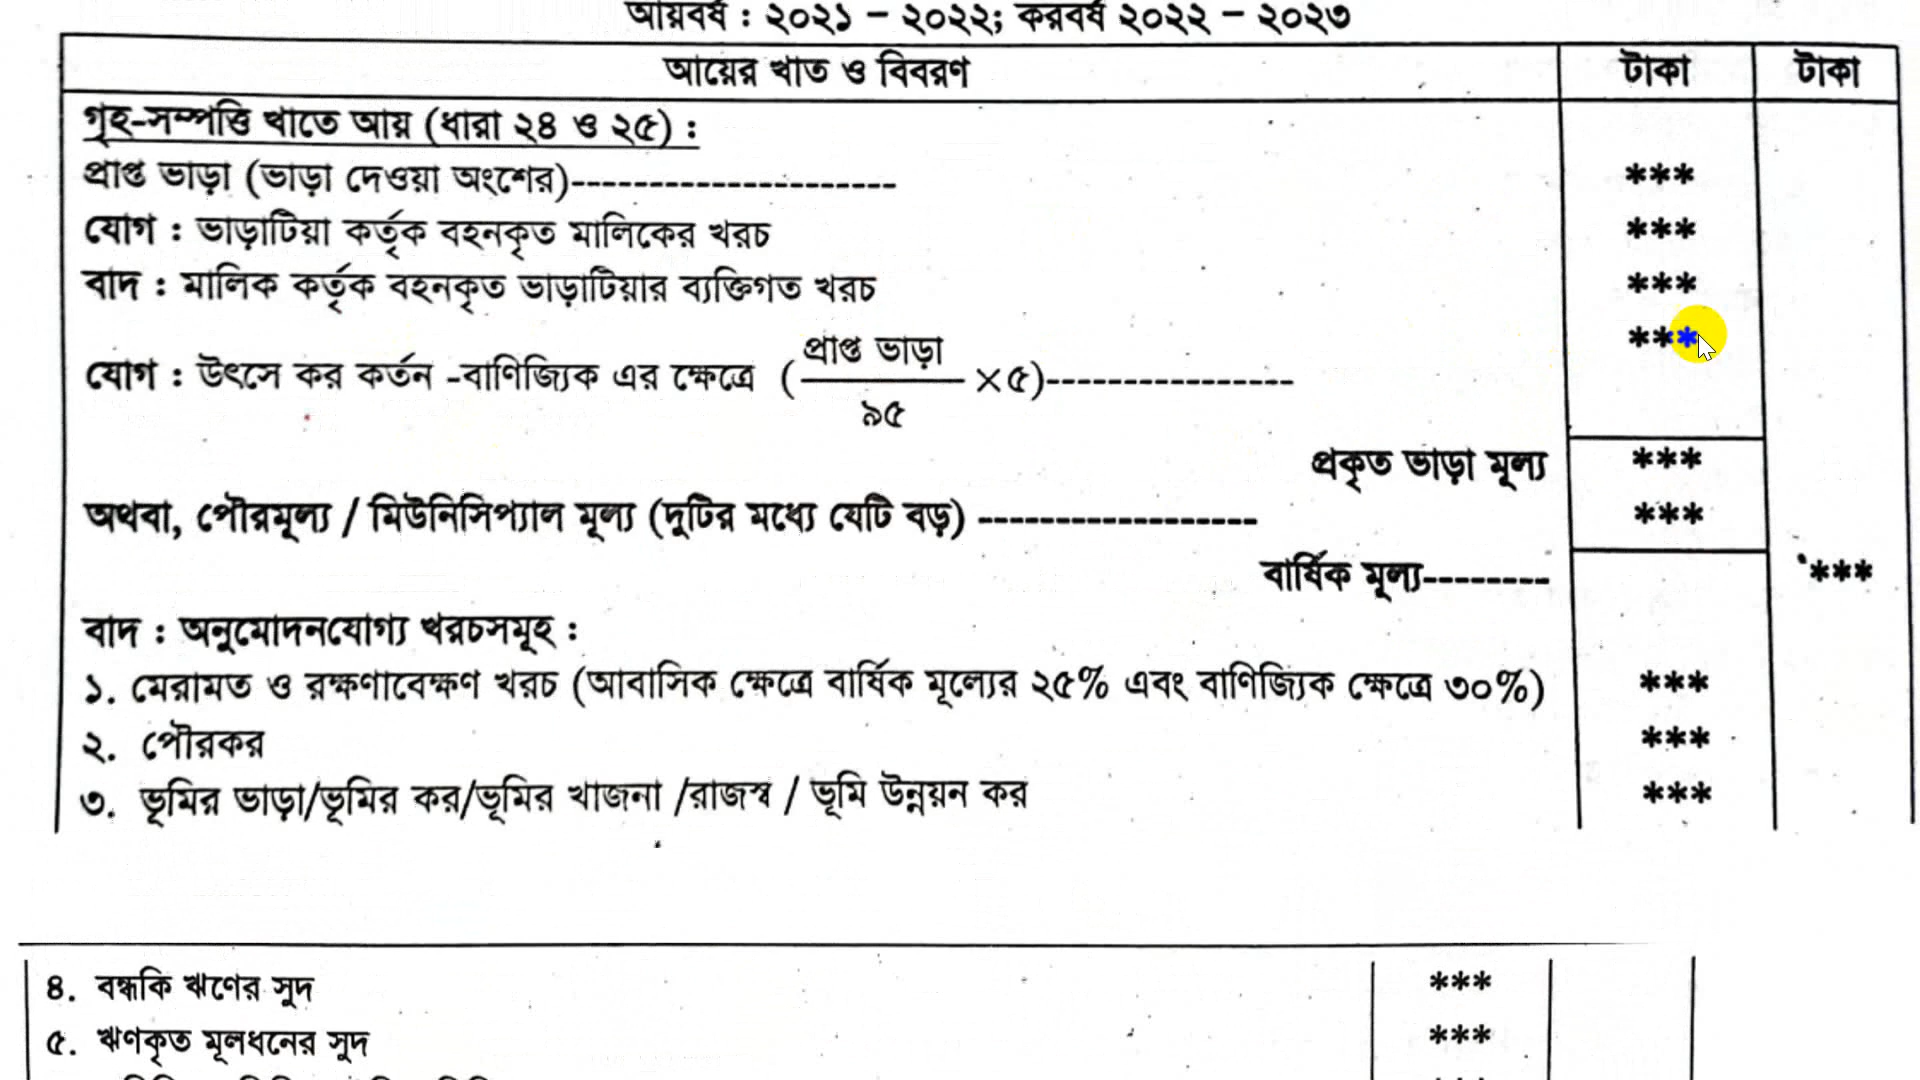 আয়বর্ষ : ২০২১ – ২০২২; করবর্ষ ২০২২ – ২০২৩
আয়ের খাত ও বিবরণ টাকা টাকা
গৃহ-সম্পত্তি খাতে আয় (ধারা ২৪ ও ২৫) :
প্রাপ্ত ভাড়া (ভাড়া দেওয়া অংশের)--------------------- ***
যোগ : ভাড়াটিয়া কর্তৃক বহনকৃত মালিকের খরচ ***
বাদ : মালিক কর্তৃক বহনকৃত ভাড়াটিয়ার ব্যক্তিগত খরচ ***
যোগ : উৎসে কর কর্তন -বাণিজ্যিক এর ক্ষেত্রে (প্রাপ্ত ভাড়া / ৯৫ ×৫)---------------- ***
প্রকৃত ভাড়া মূল্য ***
অথবা, পৌরমূল্য / মিউনিসিপ্যাল মূল্য (দুটির মধ্যে যেটি বড়) ------------------ ***
বার্ষিক মূল্য-------- ***
বাদ : অনুমোদনযোগ্য খরচসমূহ :
১. মেরামত ও রক্ষণাবেক্ষণ খরচ (আবাসিক ক্ষেত্রে বার্ষিক মূল্যের ২৫% এবং বাণিজ্যিক ক্ষেত্রে ৩০%) ***
২. পৌরকর ***
৩. ভূমির ভাড়া/ভূমির কর/ভূমির খাজনা /রাজস্ব / ভূমি উন্নয়ন কর ***
৪. বন্ধকি ঋণের সুদ ***
৫. ঋণকৃত মূলধনের সুদ ***